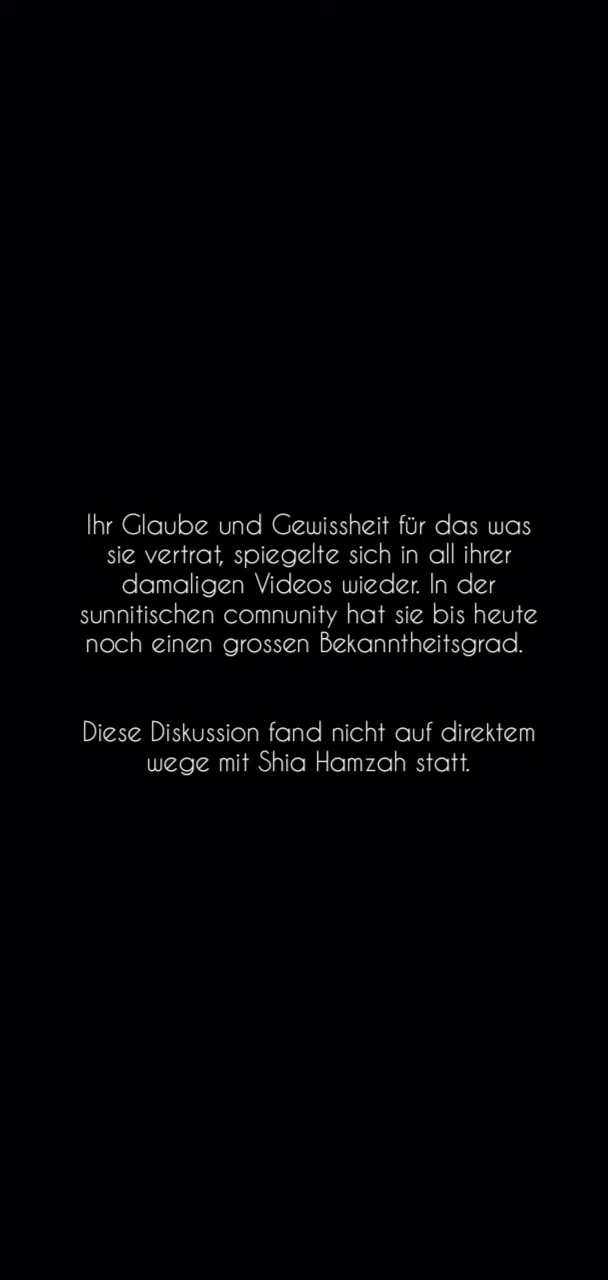 Ihr Glaube und Gewissheit für das was
sie vertrat, spiegelte sich in all ihrer
damaligen Videos wieder. In der
sunnitischen comnunity hat sie bis heute
noch einen grossen Bekanntheitsgrad.
Diese Diskussion fand nicht auf direktem
wege mit Shia Hamzah statt.